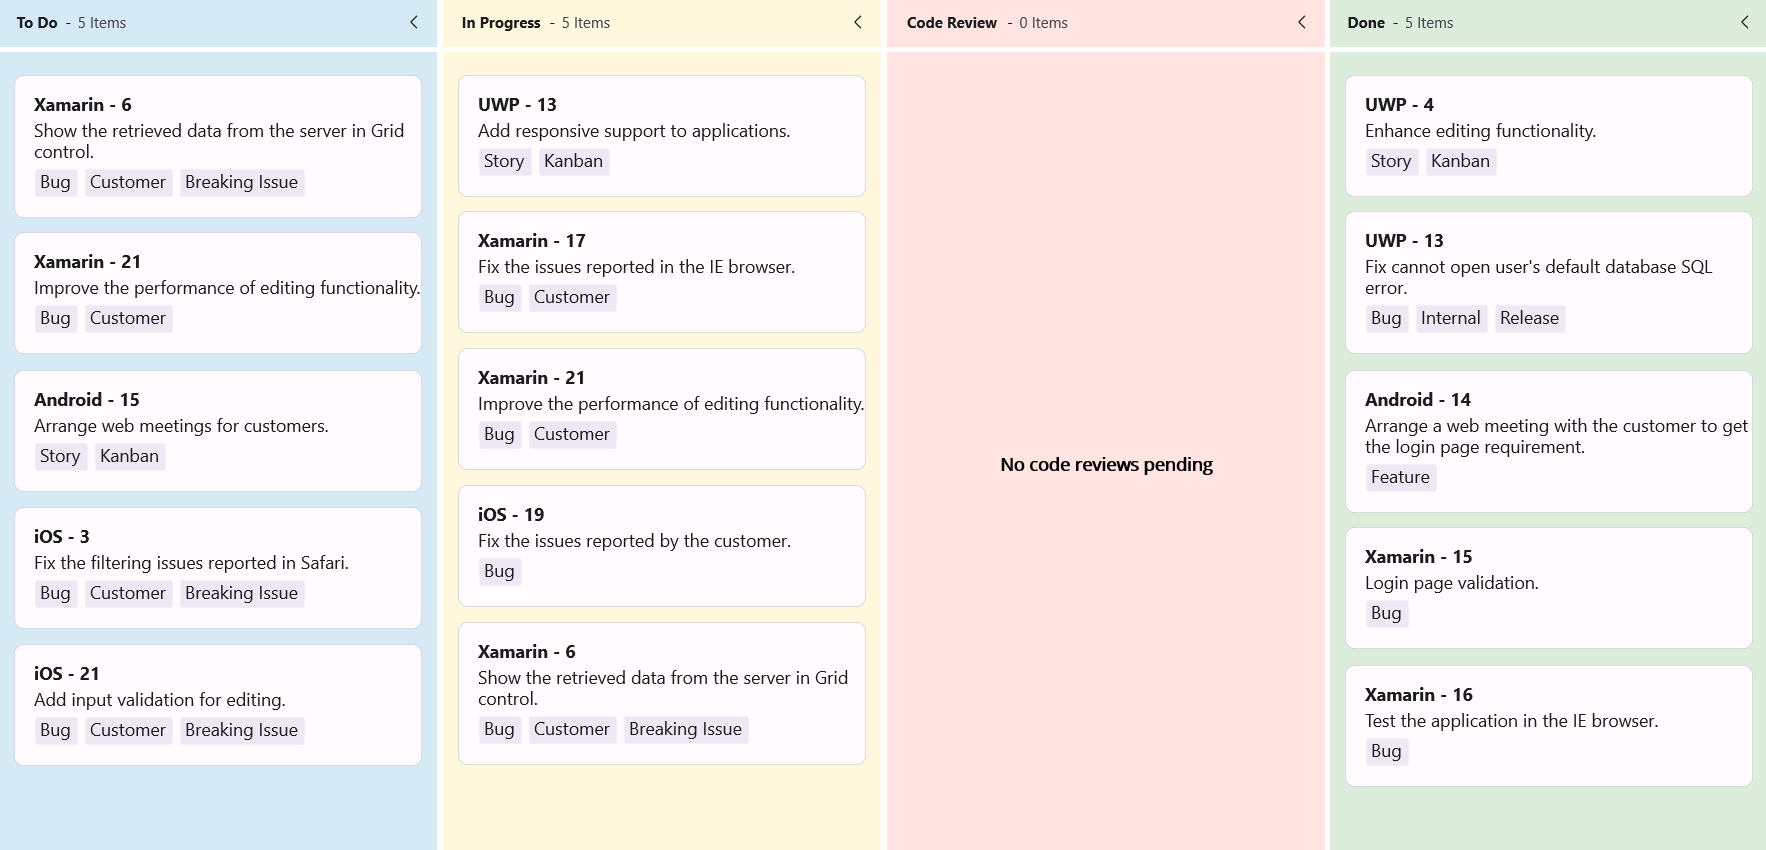 To Do - 5 Items
Xamarin - 6
Show the retrieved data from the server in Grid
control.
Bug Customer Breaking Issue
Xamarin - 21
Improve the performance of editing functionality.
Bug Customer
Android - 15
Arrange web meetings for customers.
Story Kanban
iOS - 3
Fix the filtering issues reported in Safari.
Bug Customer Breaking Issue
iOS - 21
Add input validation for editing.
Bug Customer Breaking Issue
In Progress - 5 Items
UWP - 13
Add responsive support to applications.
Story Kanban
Xamarin - 17
Fix the issues reported in the IE browser.
Bug Customer
Xamarin - 21
Improve the performance of editing functionality.
Bug Customer
iOS - 19
Fix the issues reported by the customer.
Bug
Xamarin - 6
Show the retrieved data from the server in Grid
control.
Bug Customer Breaking Issue
Code Review - 0 Items
No code reviews pending
Done - 5 Items
UWP - 4
Enhance editing functionality.
Story Kanban
UWP - 13
Fix cannot open user's default database SQL
error.
Bug Internal Release
Android - 14
Arrange a web meeting with the customer to get
the login page requirement.
Feature
Xamarin - 15
Login page validation.
Bug
Xamarin - 16
Test the application in the IE browser.
Bug